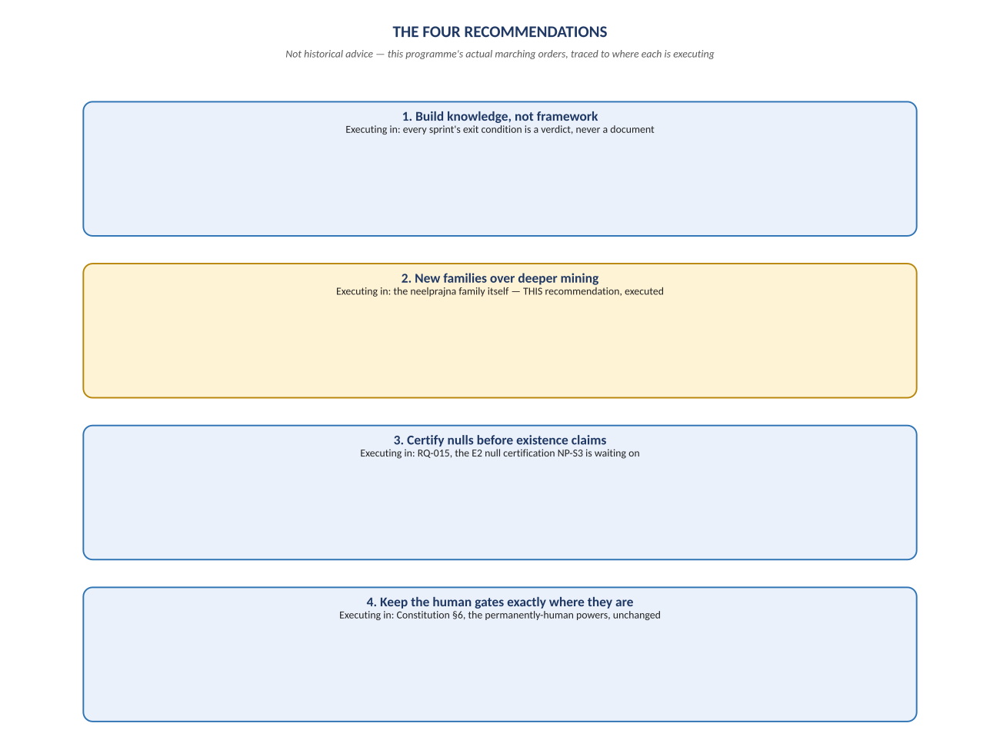 THE FOUR RECOMMENDATIONS
Not historical advice — this programme's actual marching orders, traced to where each is executing
1. Build knowledge, not framework
Executing in: every sprint's exit condition is a verdict, never a document
2. New families over deeper mining
Executing in: the neelprajna family itself — THIS recommendation, executed
3. Certify nulls before existence claims
Executing in: RQ-015, the E2 null certification NP-S3 is waiting on
4. Keep the human gates exactly where they are
Executing in: Constitution §6, the permanently-human powers, unchanged